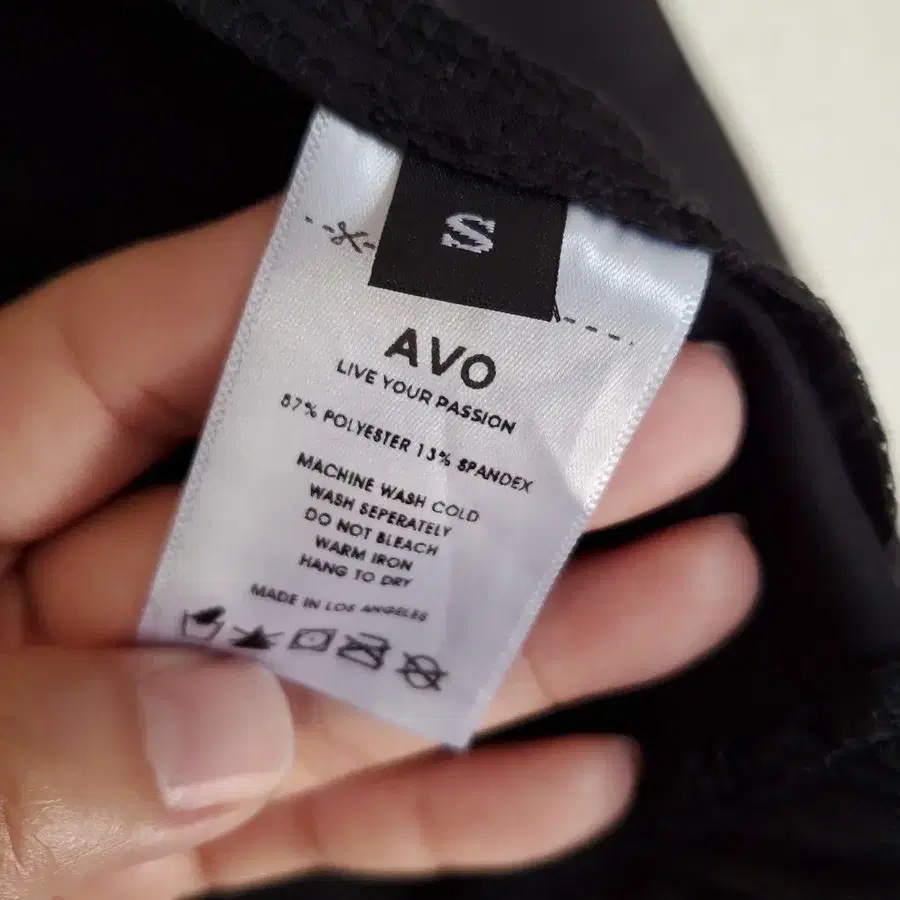 S
AVO
LIVE YOUR PASSION
87% POLYESTER 13% SPANDEX
MACHINE WASH COLD
WASH SEPERATELY
DO NOT BLEACH
WARM IRON
HANG TO DRY
MADE IN LOS ANGELES